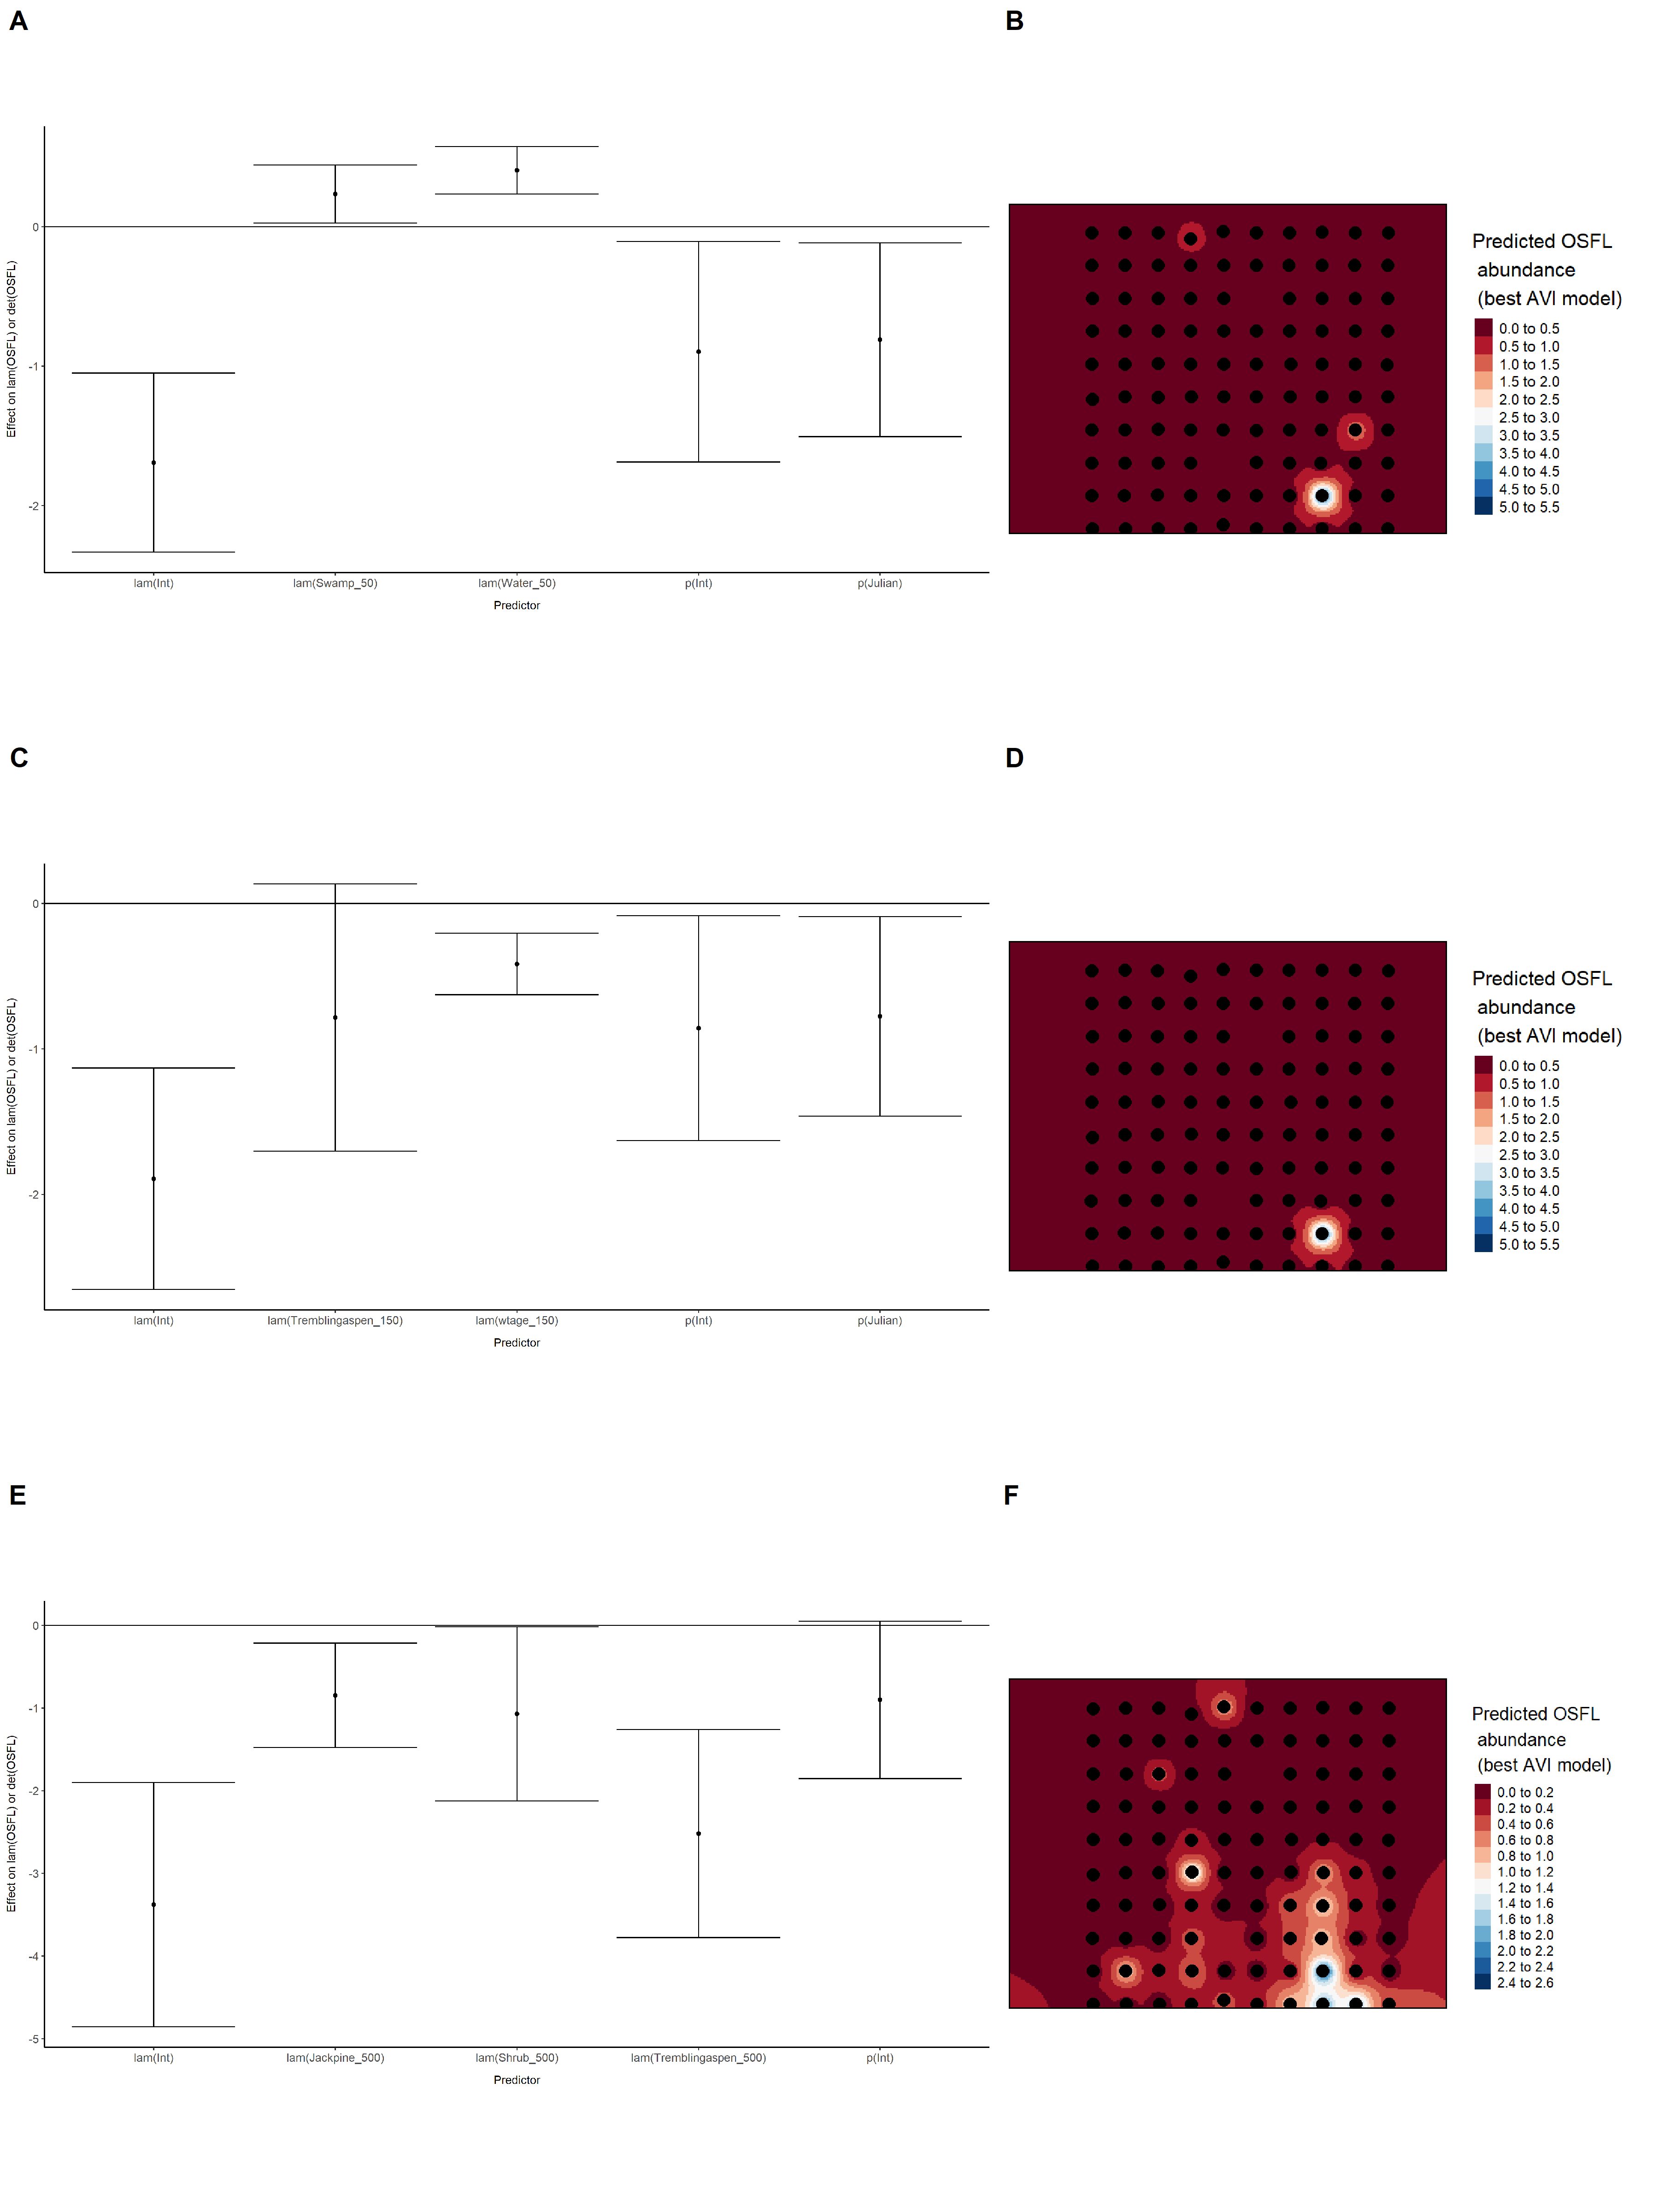 A
B
Effect on lam(OSFL) or det(OSFL)
0
-1
-2
lam(Int)
lam(Swamp_50)
lam(Water_50)
p(Int)
p(Julian)
Predictor
Predicted OSFL
abundance
(best AVI model)
0.0 to 0.5
0.5 to 1.0
1.0 to 1.5
1.5 to 2.0
2.0 to 2.5
2.5 to 3.0
3.0 to 3.5
3.5 to 4.0
4.0 to 4.5
4.5 to 5.0
5.0 to 5.5
C
D
Effect on lam(OSFL) or det(OSFL)
0
-1
-2
lam(Int)
lam(Tremblingaspen_150)
lam(wtage_150)
p(Int)
p(Julian)
Predictor
Predicted OSFL
abundance
(best AVI model)
0.0 to 0.5
0.5 to 1.0
1.0 to 1.5
1.5 to 2.0
2.0 to 2.5
2.5 to 3.0
3.0 to 3.5
3.5 to 4.0
4.0 to 4.5
4.5 to 5.0
5.0 to 5.5
E
F
Effect on lam(OSFL) or det(OSFL)
0
-1
-2
-3
-4
-5
lam(Int)
lam(Jackpine_500)
lam(Shrub_500)
lam(Tremblingaspen_500)
p(Int)
Predictor
Predicted OSFL
abundance
(best AVI model)
0.0 to 0.2
0.2 to 0.4
0.4 to 0.6
0.6 to 0.8
0.8 to 1.0
1.0 to 1.2
1.2 to 1.4
1.4 to 1.6
1.6 to 1.8
1.8 to 2.0
2.0 to 2.2
2.2 to 2.4
2.4 to 2.6